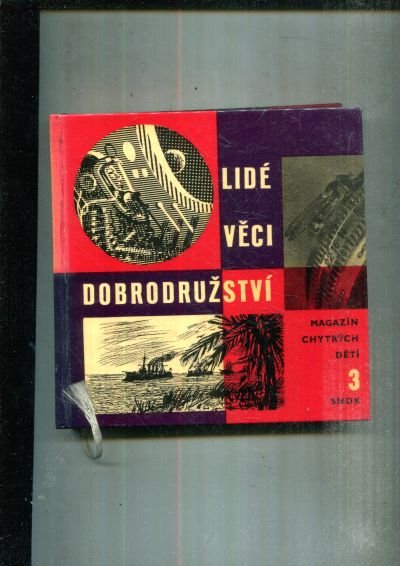 LIDÉ
VĚCI
DOBRODRUŽSTVÍ
MAGAZÍN
CHYTRÝCH
DĚTÍ
3
SNDK